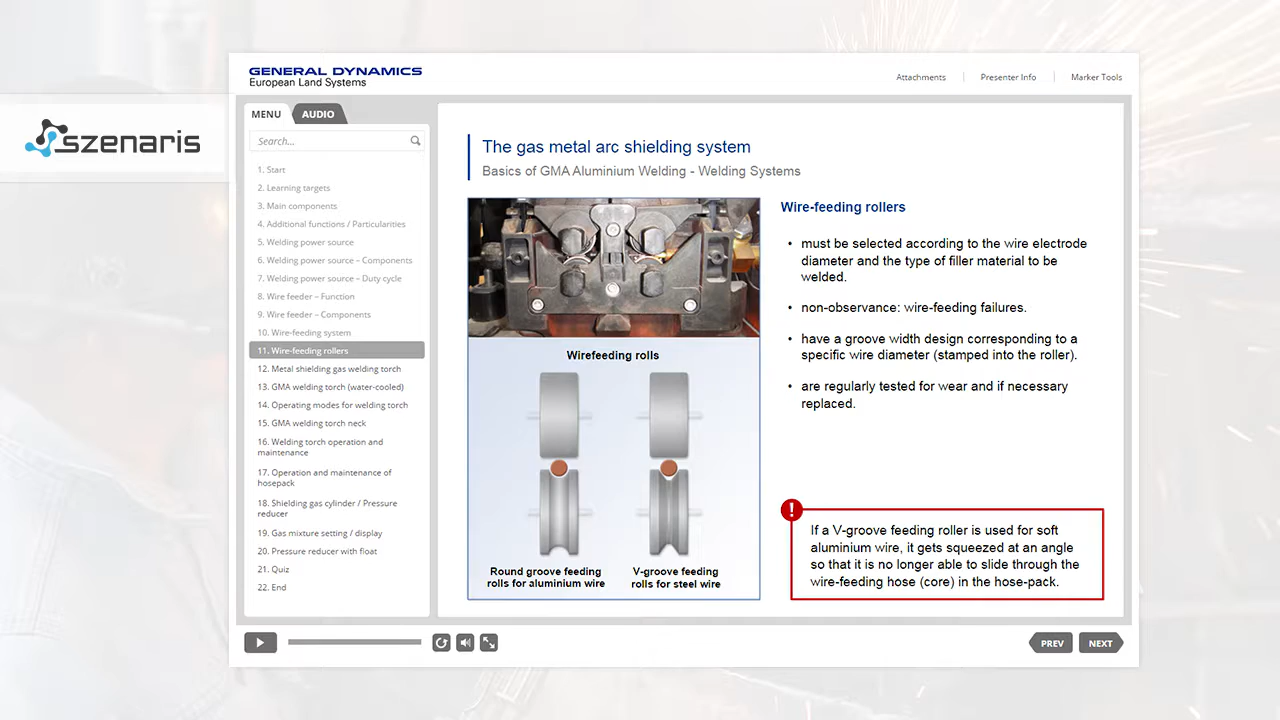 GENERAL DYNAMICS
European Land Systems
Attachments
Presenter Info
Marker Tools
szenaris
MENU
AUDIO
Search...
1. Start
2. Learning targets
3. Main components
4. Additional functions / Particularities
5. Welding power source
6. Welding power source – Components
7. Welding power source – Duty cycle
8. Wire feeder – Function
9. Wire feeder – Components
10. Wire-feeding system
11. Wire-feeding rollers
12. Metal shielding gas welding torch
13. GMA welding torch (water-cooled)
14. Operating modes for welding torch
15. GMA welding torch neck
16. Welding torch operation and
maintenance
17. Operation and maintenance of
hosepack
18. Shielding gas cylinder / Pressure
reducer
19. Gas mixture setting / display
20. Pressure reducer with float
21. Quiz
22. End
The gas metal arc shielding system
Basics of GMA Aluminium Welding - Welding Systems
Wirefeeding rolls
Round groove feeding
rolls for aluminium wire
V-groove feeding
rolls for steel wire
Wire-feeding rollers
• must be selected according to the wire electrode
diameter and the type of filler material to be
welded.
• non-observance: wire-feeding failures.
• have a groove width design corresponding to a
specific wire diameter (stamped into the roller).
• are regularly tested for wear and if necessary
replaced.
!
If a V-groove feeding roller is used for soft
aluminium wire, it gets squeezed at an angle
so that it is no longer able to slide through the
wire-feeding hose (core) in the hose-pack.
PREV
NEXT